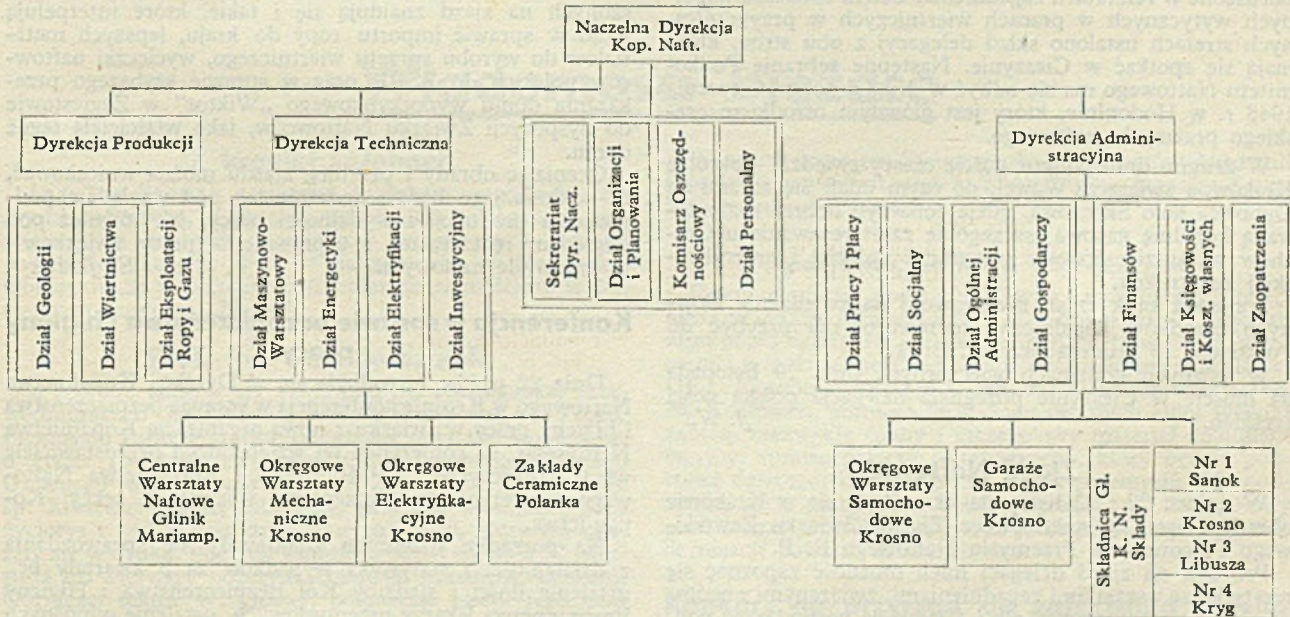 Naczelna Dyrekcja
Kop. Naft.
Dyrekcja Produkcji
Dyrekcja Techniczna
Dyrekcja Admini-
stracyjna
Dział Geologii
Dział Wiertnictwa
Dział Eksploatacji
Ropy i Gazu
Dział Maszynowo-
Warsztatowy
Dział Energetyki
Dział Elektryfikacji
Dział Inwestycyjny
Sekretariat
Dyr. Nacz.
Dział Organizacji
i Planowania
Komisarz Oszczęd-
nościowy
Dział Personalny
Dział Pracy i Płacy
Dział Socjalny
Dział Ogolnej
Administracji
Dział Gospodarczy
Dział Finansów
Dział Księgowości
i Koszt. własnych
Dział Zaopatrzenia
Centralne
Warsztaty
Naftowe
Glinik
Mariamp.
Okręgowe
Warsztaty
Mecha-
niczne
Krosno
Okręgowe
Warsztaty
Elektryfika-
cyjne
Krosno
Zakłady
Ceramiczne
Polanka
Okręgowe
Warsztaty
Samocho-
dowe
Krosno
Garaże
Samocho-
dowe
Krosno
Składnica Gł.
K. N.
Składy
Nr 1
Sanok
Nr 2
Krosno
Nr 3
Libusza
Nr 4
Kryg